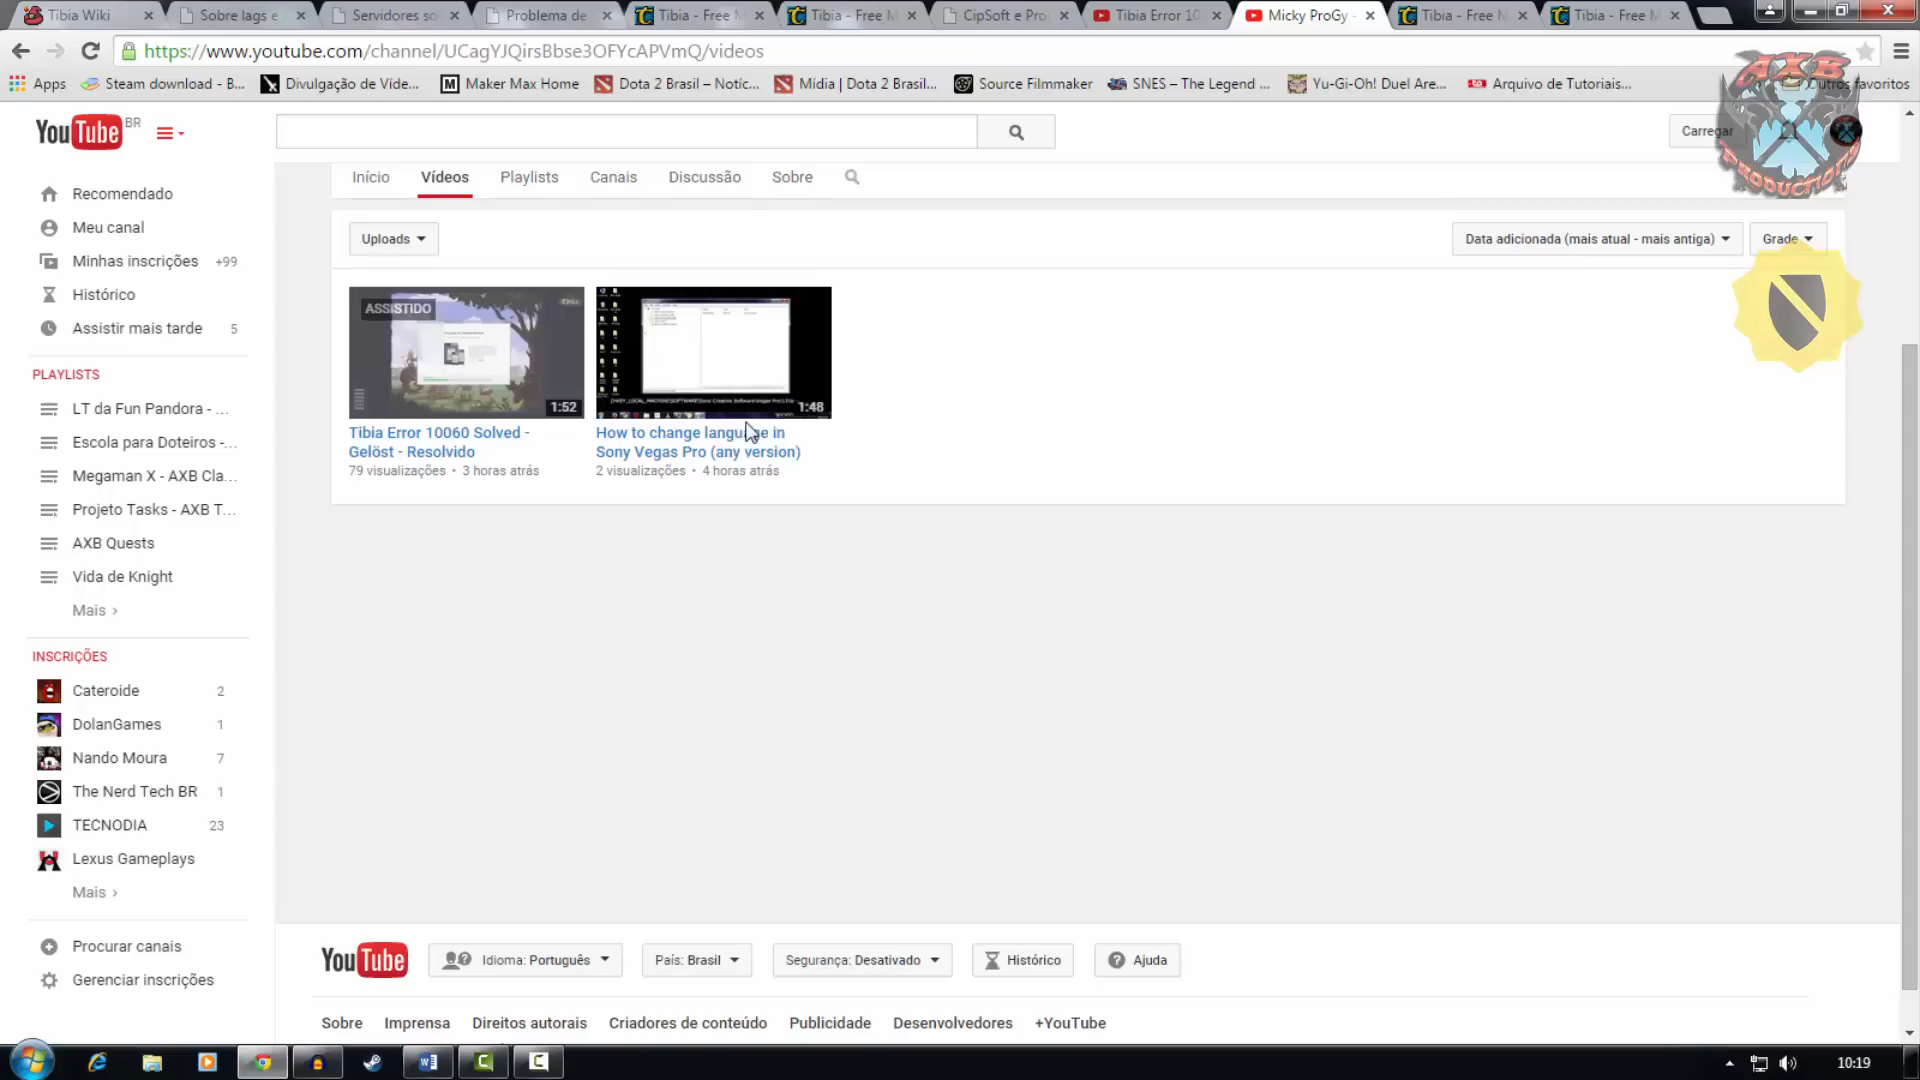 Tibia Wiki
Sobre lags e
Servidores so
Problema de
Tibia - Free M
Tibia - Free M
CipSoft e Pro
Tibia Error 10
Micky ProGy -
Tibia - Free M
Tibia - Free M
https://www.youtube.com/channel/UCagYJQirsBbse3OFYcAPVmQ/videos
Apps
Steam download - B...
Divulgação de Víde...
Maker Max Home
Dota 2 Brasil – Notíc...
Mídia | Dota 2 Brasil...
Source Filmmaker
SNES – The Legend ...
Yu-Gi-Oh! Duel Are...
Arquivo de Tutoriais...
Outros favoritos
AXB
PRODUCTIONS
YouTube BR
Carregar
Início
Vídeos
Playlists
Canais
Discussão
Sobre
Recomendado
Meu canal
Minhas inscrições +99
Histórico
Assistir mais tarde 5
PLAYLISTS
LT da Fun Pandora - ...
Escola para Doteiros -...
Megaman X - AXB Cla...
Projeto Tasks - AXB T...
AXB Quests
Vida de Knight
Mais ›
INSCRIÇÕES
Cateroide 2
DolanGames 1
Nando Moura 7
The Nerd Tech BR 1
TECNODIA 23
Lexus Gameplays
Mais ›
Procurar canais
Gerenciar inscrições
Uploads
Data adicionada (mais atual - mais antiga)
Grade
ASSISTIDO
1:52
Tibia Error 10060 Solved -
Gelöst - Resolvido
79 visualizações • 3 horas atrás
1:48
How to change language in
Sony Vegas Pro (any version)
2 visualizações • 4 horas atrás
YouTube
Idioma: Português
País: Brasil
Segurança: Desativado
Histórico
Ajuda
Sobre
Imprensa
Direitos autorais
Criadores de conteúdo
Publicidade
Desenvolvedores
+YouTube
10:19